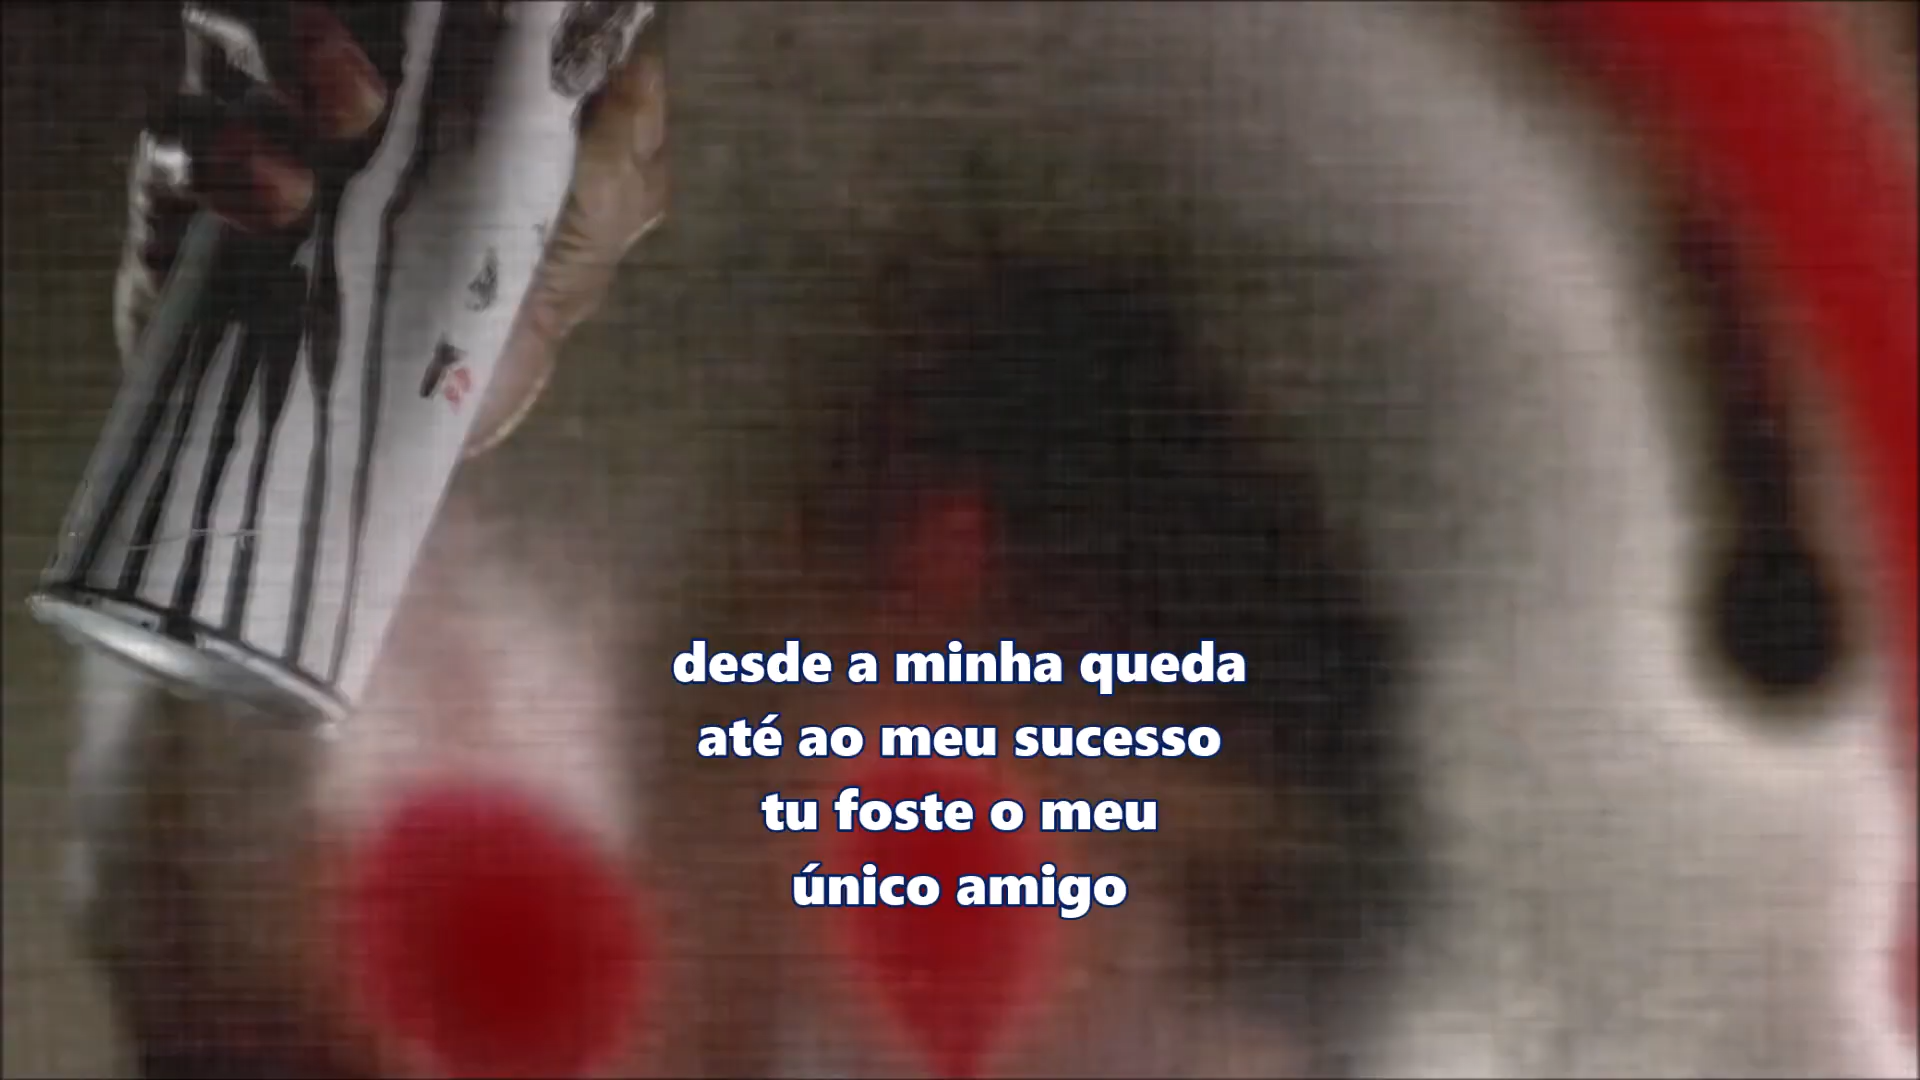 desde a minha queda
até ao meu sucesso
tu foste o meu
único amigo